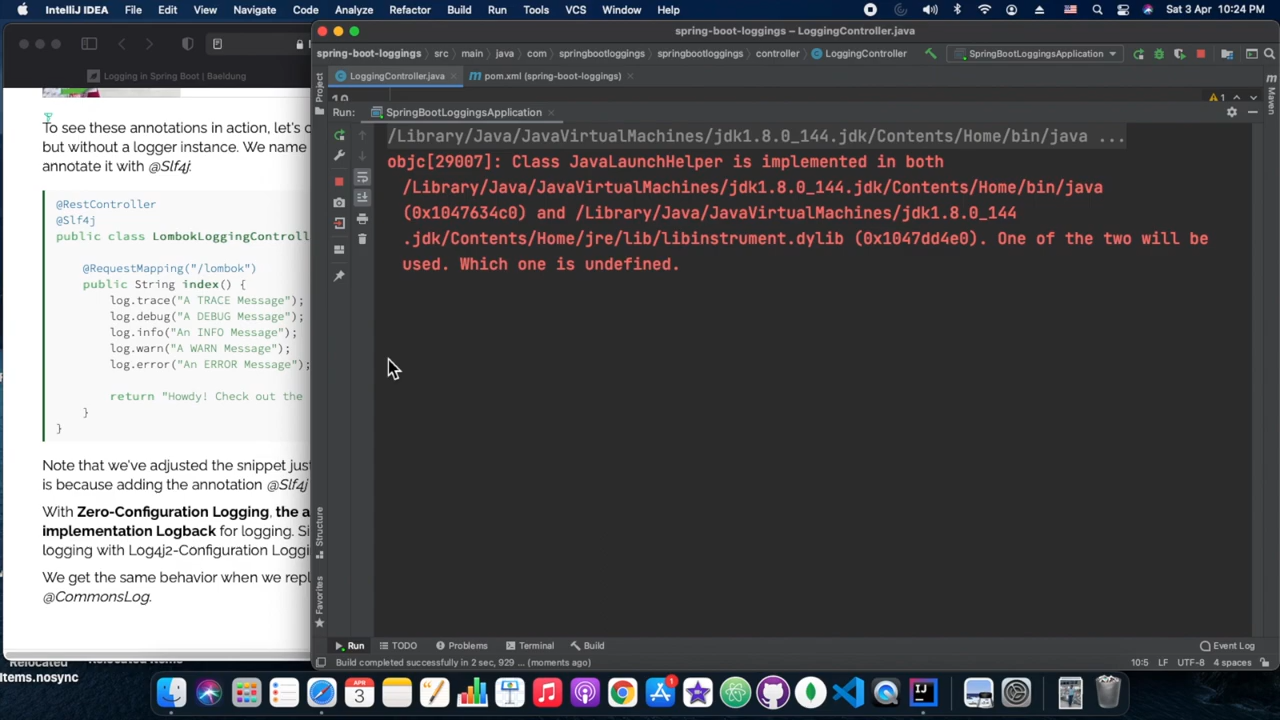 IntelliJ IDEA File Edit View Navigate Code Analyze Refactor Build Run Tools VCS Window Help Sat 3 Apr 10:24 PM
Logging in Spring Boot | Baeldung
To see these annotations in action, let's c
but without a logger instance. We name
annotate it with @Slf4j.
@RestController
@Slf4j
public class LombokLoggingControll
@RequestMapping("/lombok")
public String index() {
log.trace("A TRACE Message");
log.debug("A DEBUG Message");
log.info("An INFO Message");
log.warn("A WARN Message");
log.error("An ERROR Message");
return "Howdy! Check out the
}
}
Note that we've adjusted the snippet just
is because adding the annotation @Slf4j
With Zero-Configuration Logging, the a
implementation Logback for logging. Si
logging with Log4j2-Configuration Loggi
We get the same behavior when we repl
@CommonsLog.
Relocated
Items.nosync
spring-boot-loggings – LoggingController.java
spring-boot-loggings src main java com springbootloggings springbootloggings controller LoggingController SpringBootLoggingsApplication
LoggingController.java pom.xml (spring-boot-loggings)
Project
Maven
1
Run: SpringBootLoggingsApplication
/Library/Java/JavaVirtualMachines/jdk1.8.0_144.jdk/Contents/Home/bin/java ...
objc[29007]: Class JavaLaunchHelper is implemented in both
/Library/Java/JavaVirtualMachines/jdk1.8.0_144.jdk/Contents/Home/bin/java
(0x1047634c0) and /Library/Java/JavaVirtualMachines/jdk1.8.0_144
.jdk/Contents/Home/jre/lib/libinstrument.dylib (0x1047dd4e0). One of the two will be
used. Which one is undefined.
Structure
Favorites
Run TODO Problems Terminal Build Event Log
Build completed successfully in 2 sec, 929 ... (moments ago) 10:5 LF UTF-8 4 spaces
APR
3
1